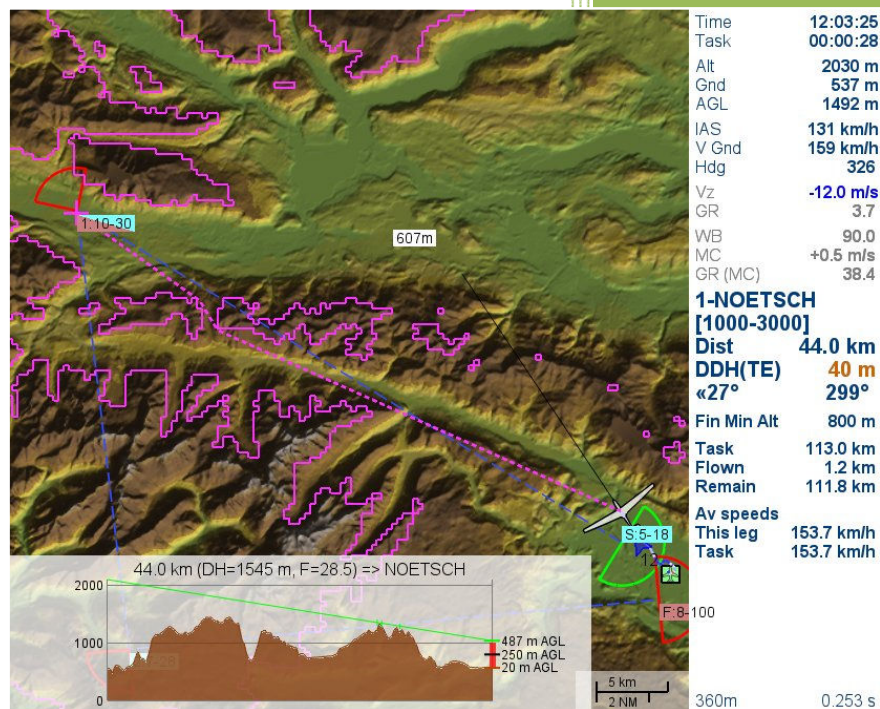 Time 12:03:25
Task 00:00:28
Alt 2030 m
Gnd 537 m
AGL 1492 m
IAS 131 km/h
V Gnd 159 km/h
Hdg 326
Vz -12.0 m/s
GR 3.7
WB 90.0
MC +0.5 m/s
GR (MC) 38.4
1-NOETSCH
[1000-3000]
Dist 44.0 km
DDH(TE) 40 m
«27° 299°
Fin Min Alt 800 m
Task 113.0 km
Flown 1.2 km
Remain 111.8 km
Av speeds
This leg 153.7 km/h
Task 153.7 km/h
360m 0.253 s
1:10-30
607m
S:5-18
12
F:8-100
44.0 km (DH=1545 m, F=28.5) => NOETSCH
2000
1000
0
487 m AGL
250 m AGL
20 m AGL
5 km
2 NM